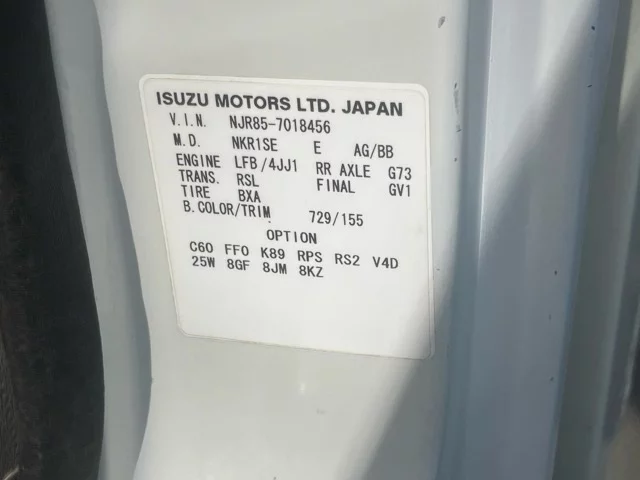 ISUZU MOTORS LTD. JAPAN
V.I.N. NJR85-7018456
M.D. NKR1SE E AG/BB
ENGINE LFB/4JJ1 RR AXLE G73
TRANS. RSL FINAL GV1
TIRE BXA
B.COLOR/TRIM 729/155
OPTION
C60 FF0 K89 RPS RS2 V4D
25W 8GF 8JM 8KZ